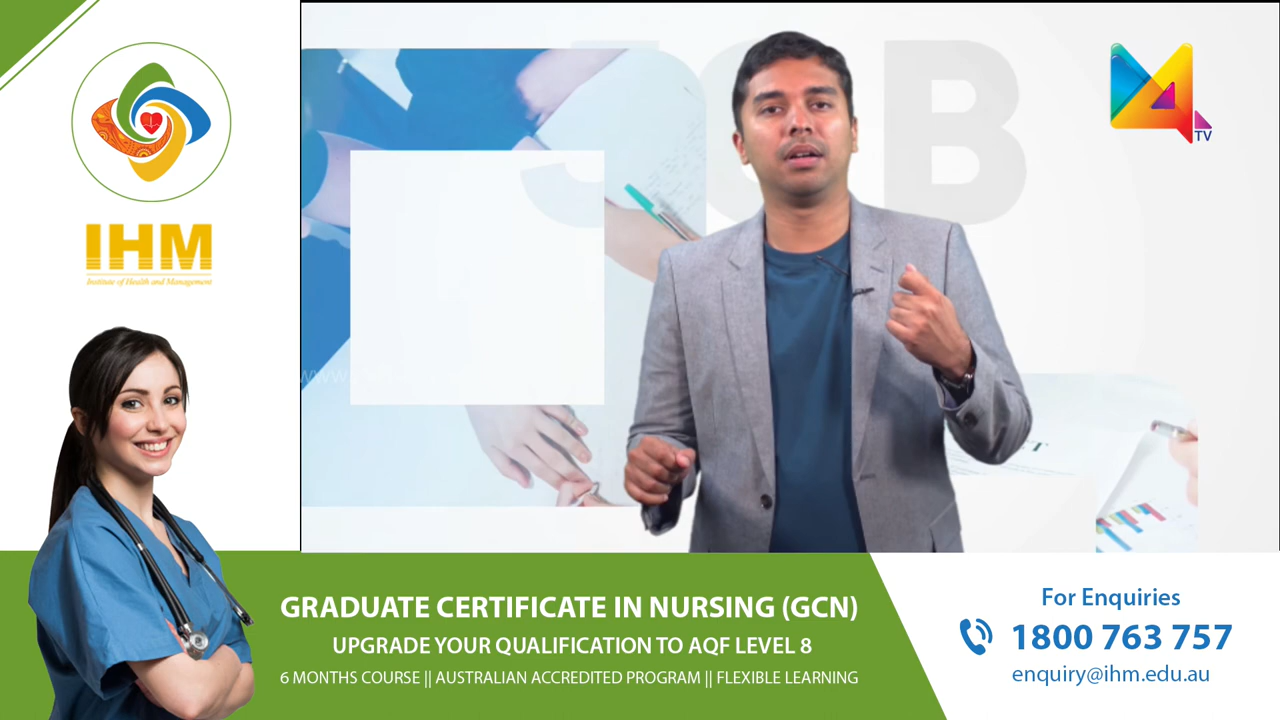 IHM
Institute of Health and Management
JOB
TV
GRADUATE CERTIFICATE IN NURSING (GCN)
UPGRADE YOUR QUALIFICATION TO AQF LEVEL 8
6 MONTHS COURSE || AUSTRALIAN ACCREDITED PROGRAM || FLEXIBLE LEARNING
For Enquiries
1800 763 757
enquiry@ihm.edu.au